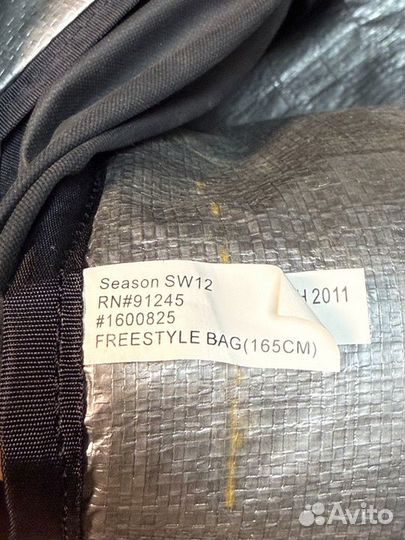 Season SW12
RN#91245
#1600825
FREESTYLE BAG(165CM)
H 2011
Avito